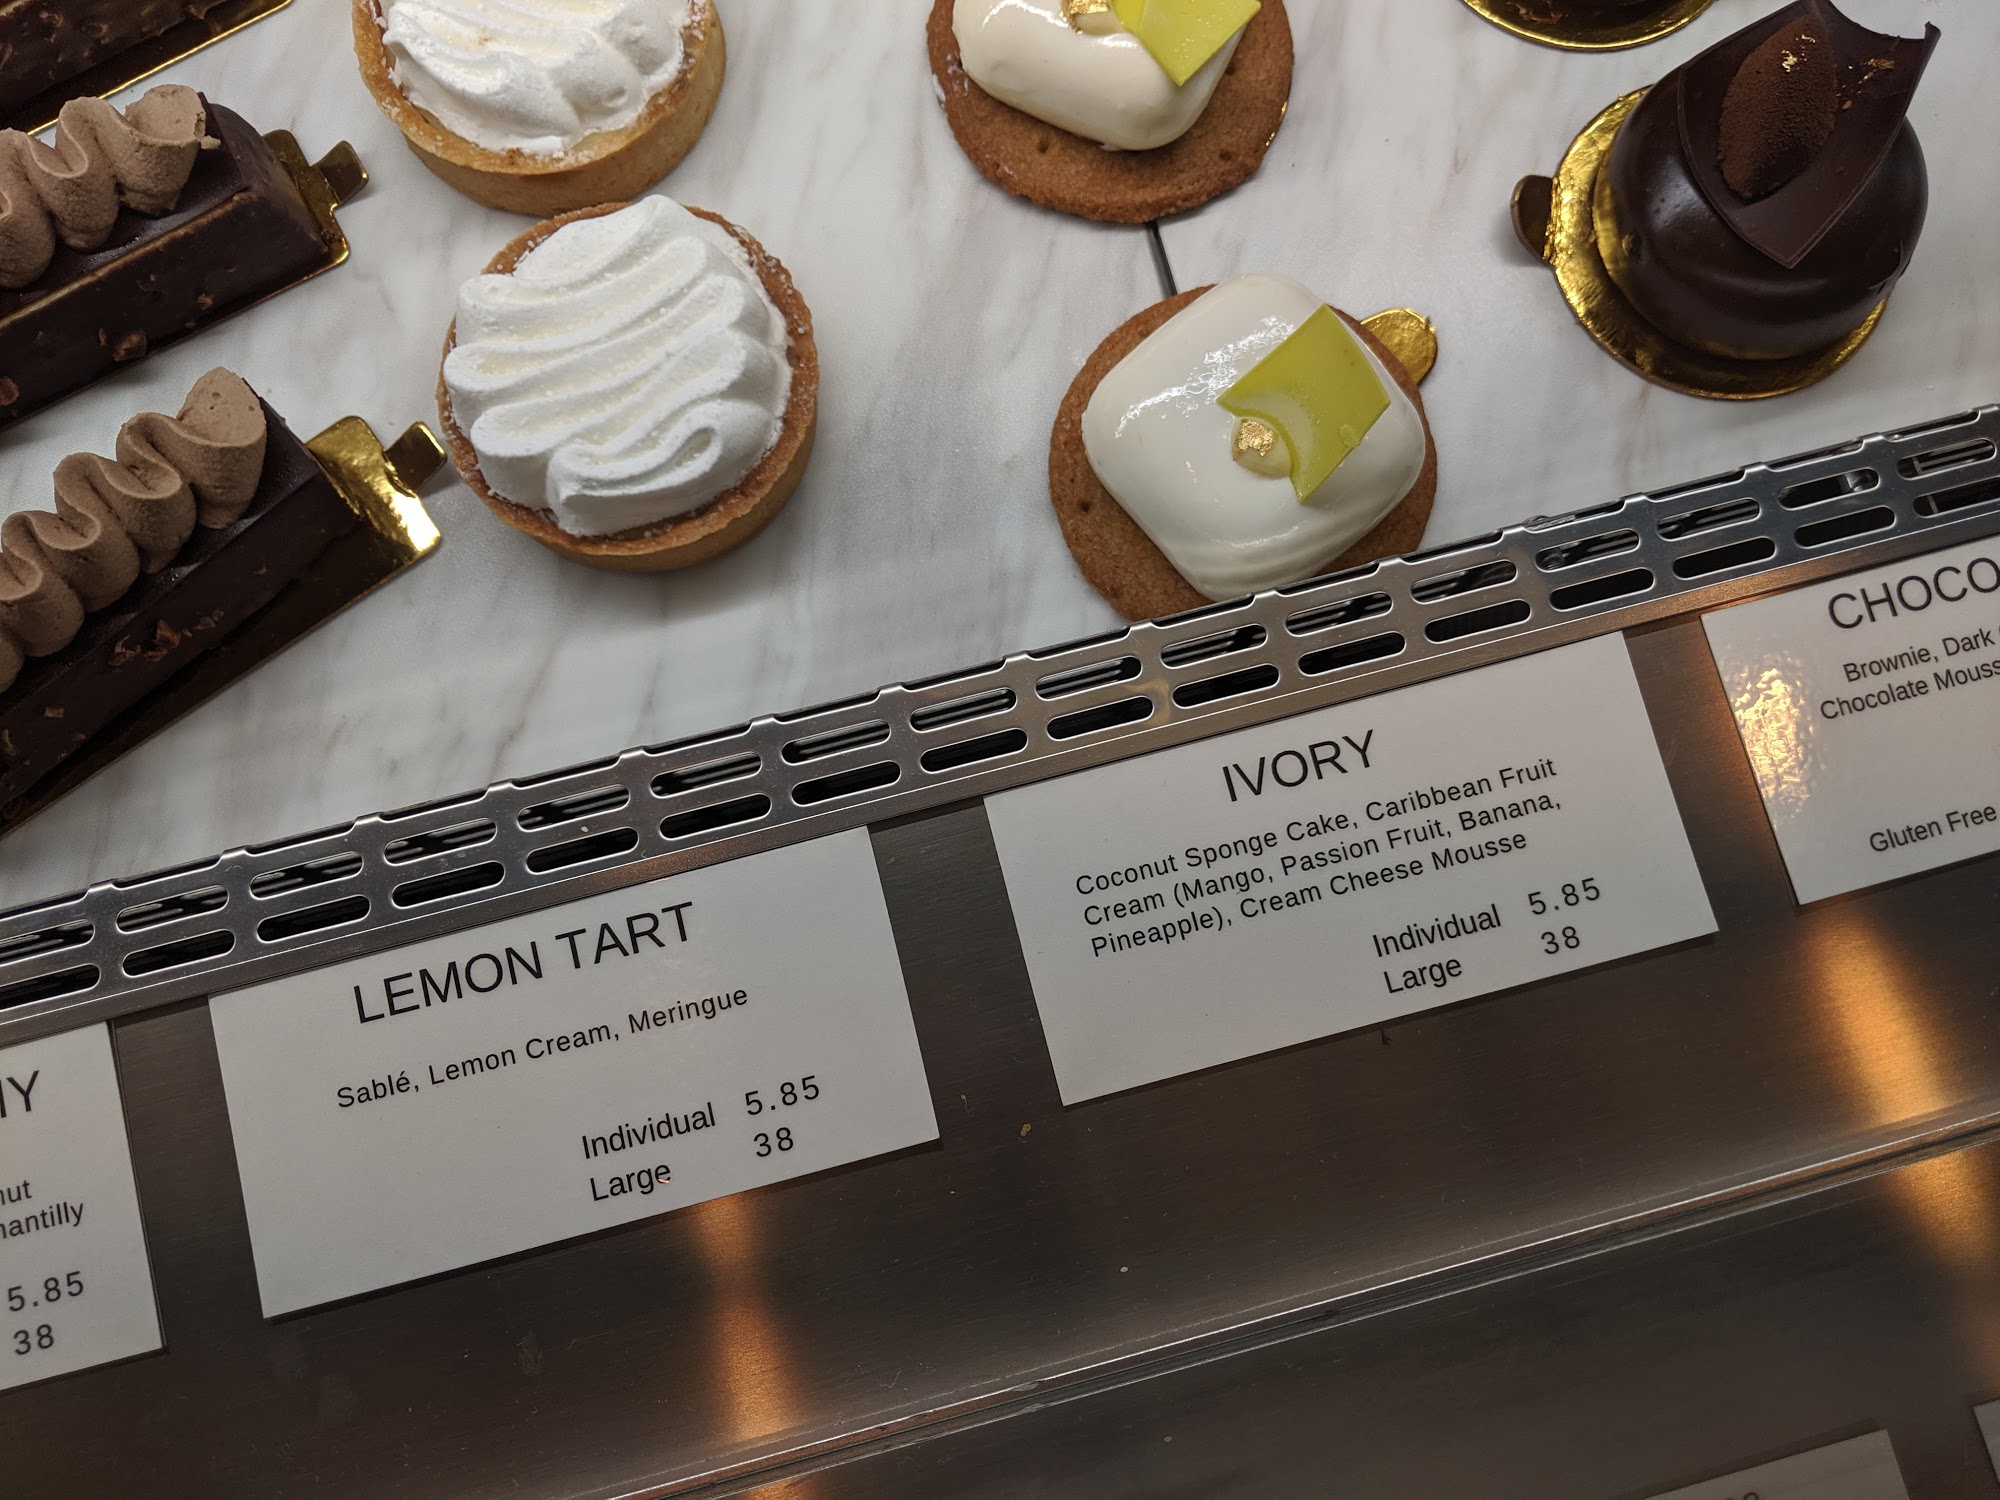 LEMON TART
Sablé, Lemon Cream, Meringue
Individual 5.85
Large 38
IVORY
Coconut Sponge Cake, Caribbean Fruit
Cream (Mango, Passion Fruit, Banana,
Pineapple), Cream Cheese Mousse
Individual 5.85
Large 38
CHOCO
Brownie, Dark
Chocolate Mouss
Gluten Free
5.85
38